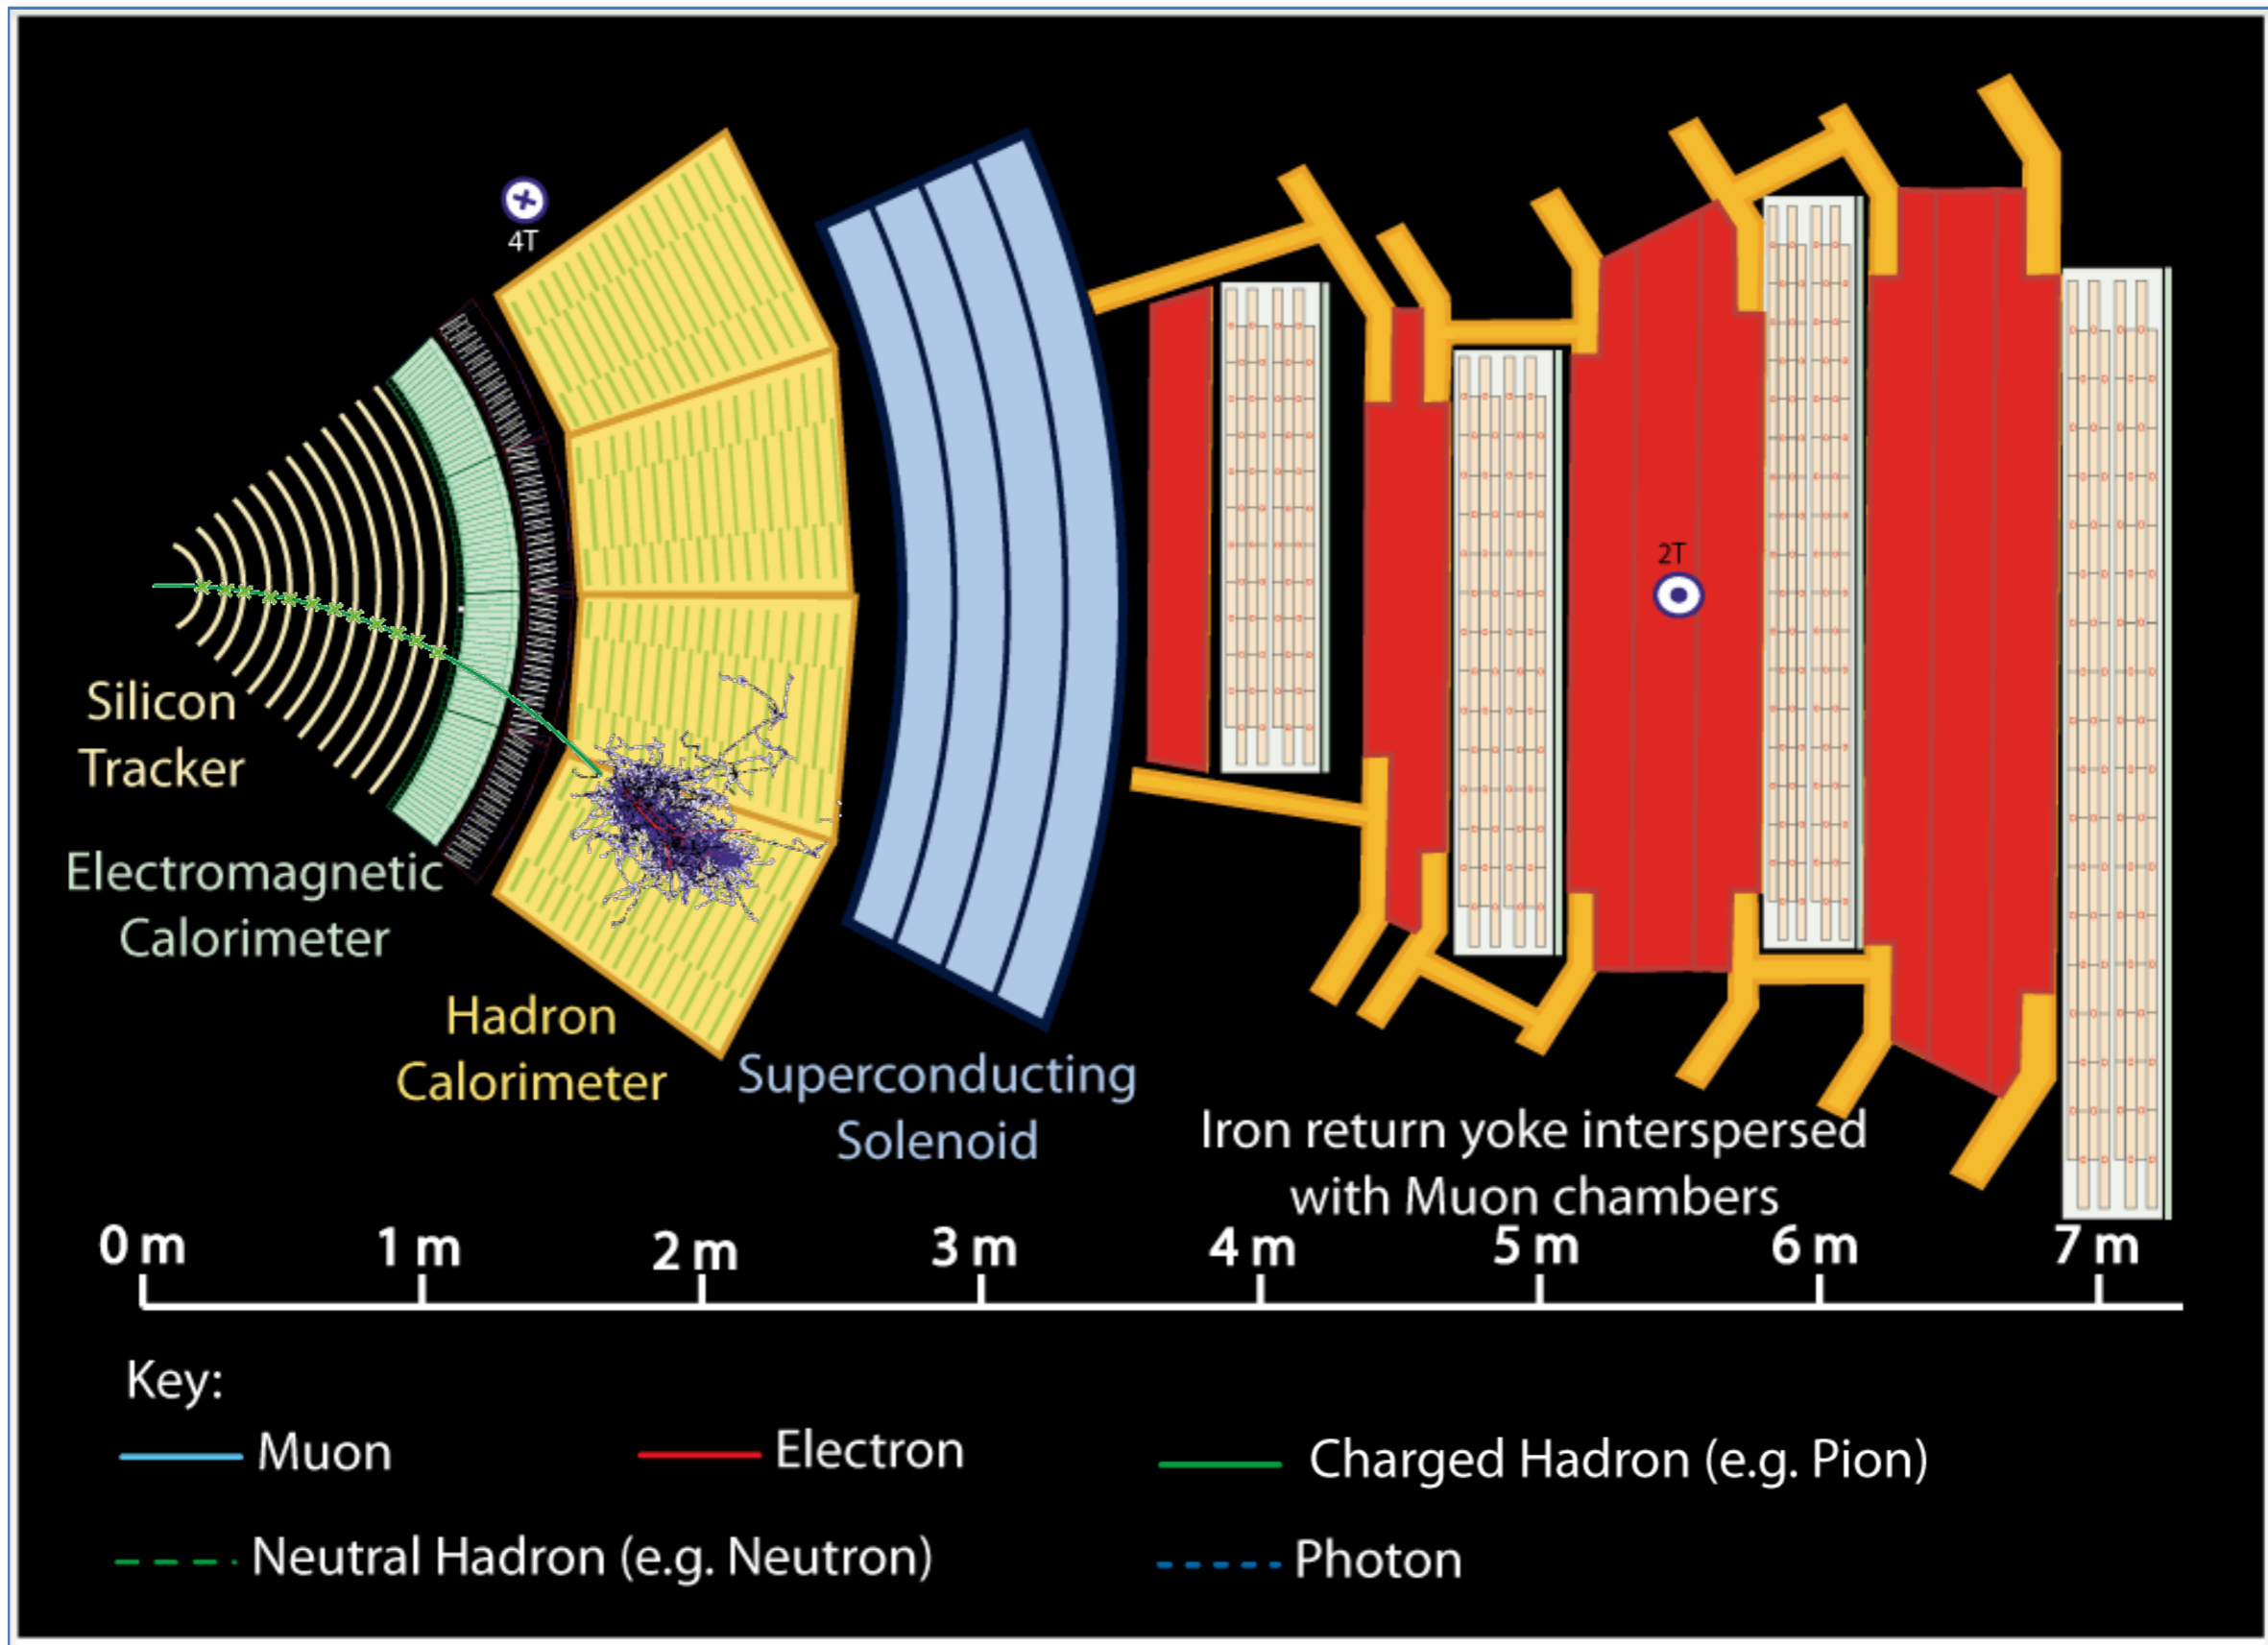 4T
2T
Silicon
Tracker
Electromagnetic
Calorimeter
Hadron
Calorimeter
Superconducting
Solenoid
Iron return yoke interspersed
with Muon chambers
0 m 1 m 2 m 3 m 4 m 5 m 6 m 7 m
Key:
Muon Electron Charged Hadron (e.g. Pion)
Neutral Hadron (e.g. Neutron) Photon